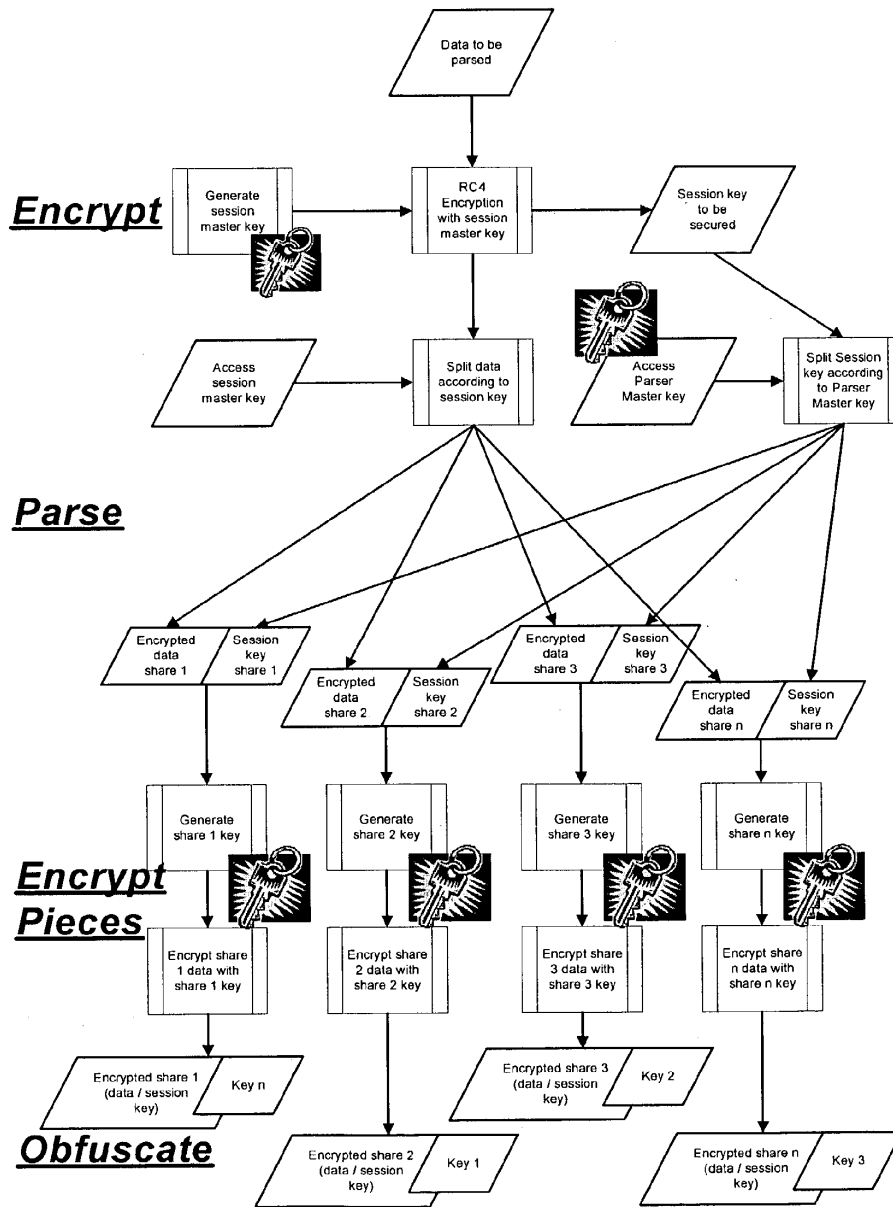 Data to be
parsed
Encrypt
Generate
session
master key
RC4
Encryption
with session
master key
Session key
to be
secured
Access
session
master key
Split data
according to
session key
Access
Parser
Master key
Split Session
key according
to Parser
Master key
Parse
Encrypted
data
share 1
Session
key
share 1
Encrypted
data
share 2
Session
key
share 2
Encrypted
data
share 3
Session
key
share 3
Encrypted
data
share n
Session
key
share n
Generate
share 1 key
Generate
share 2 key
Generate
share 3 key
Generate
share n key
Encrypt
Pieces
Encrypt share
1 data with
share 1 key
Encrypt share
2 data with
share 2 key
Encrypt share
3 data with
share 3 key
Encrypt share
n data with
share n key
Encrypted share 1
(data / session
key)
Key n
Encrypted share 3
(data / session
key)
Key 2
Obfuscate
Encrypted share 2
(data / session
key)
Key 1
Encrypted share n
(data / session
key)
Key 3